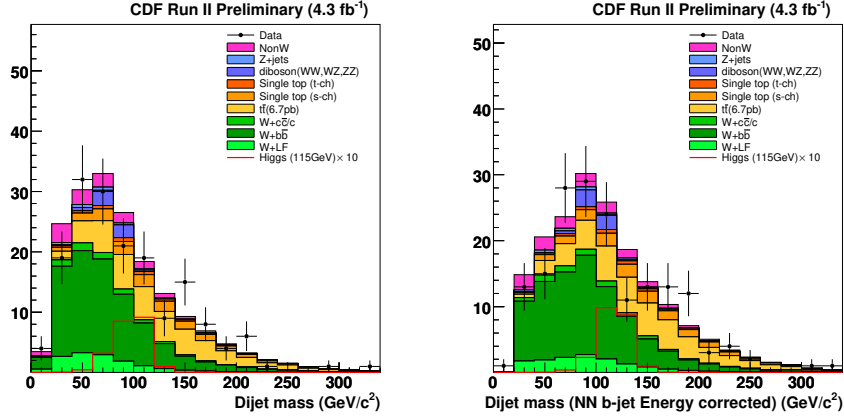 CDF Run II Preliminary (4.3 fb⁻¹)
Data
NonW
Z+jets
diboson(WW,WZ,ZZ)
Single top (t-ch)
Single top (s-ch)
tt̄(6.7pb)
W+cc̄/c
W+bb̄
W+LF
Higgs (115GeV)× 10
50
40
30
20
10
0 50 100 150 200 250 300
Dijet mass (GeV/c²)
CDF Run II Preliminary (4.3 fb⁻¹)
Data
NonW
Z+jets
diboson(WW,WZ,ZZ)
Single top (t-ch)
Single top (s-ch)
tt̄(6.7pb)
W+cc̄/c
W+bb̄
W+LF
Higgs (115GeV)× 10
50
40
30
20
10
0 50 100 150 200 250 300
Dijet mass (NN b-jet Energy corrected) (GeV/c²)